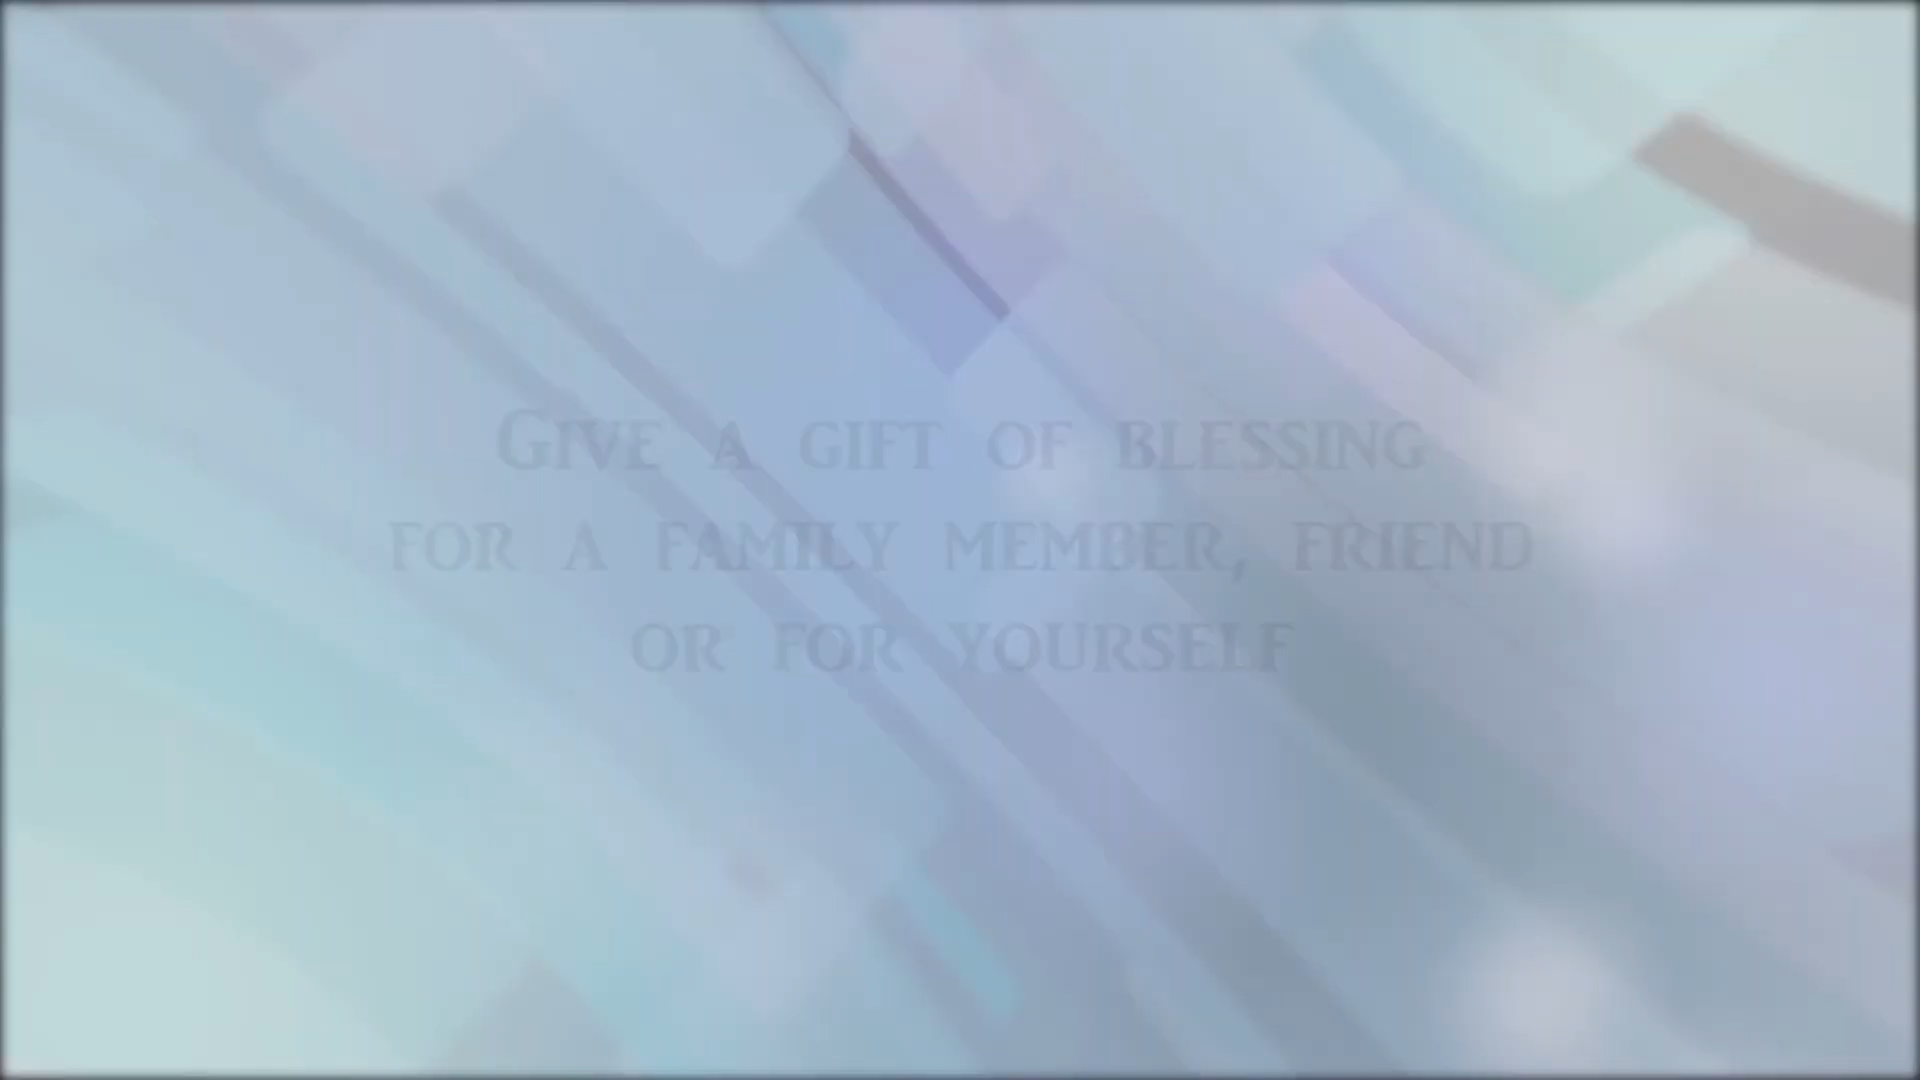 Give a gift of blessing
for a family member, friend
or for yourself